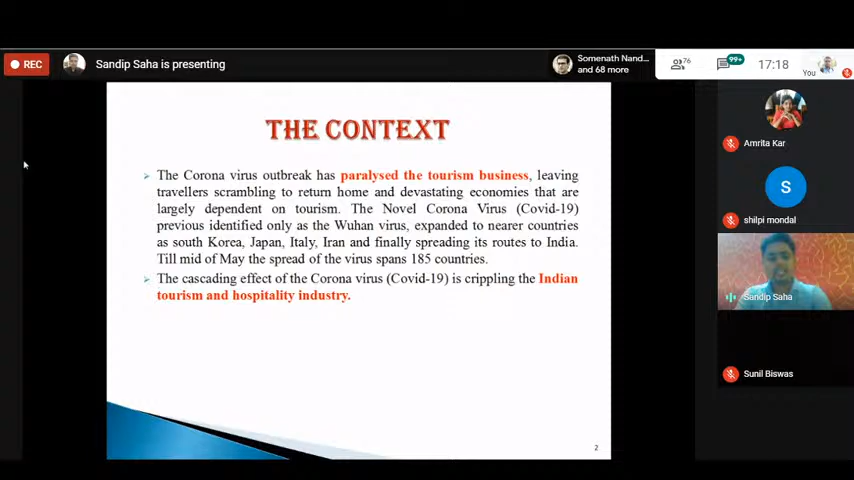 REC
Sandip Saha is presenting
Somenath Nand...
and 68 more
76
99+
17:18
You
THE CONTEXT
The Corona virus outbreak has paralysed the tourism business, leaving
travellers scrambling to return home and devastating economies that are
largely dependent on tourism. The Novel Corona Virus (Covid-19)
previous identified only as the Wuhan virus, expanded to nearer countries
as south Korea, Japan, Italy, Iran and finally spreading its routes to India.
Till mid of May the spread of the virus spans 185 countries.
The cascading effect of the Corona virus (Covid-19) is crippling the Indian
tourism and hospitality industry.
2
Amrita Kar
S
shilpi mondal
Sandip Saha
Sunil Biswas